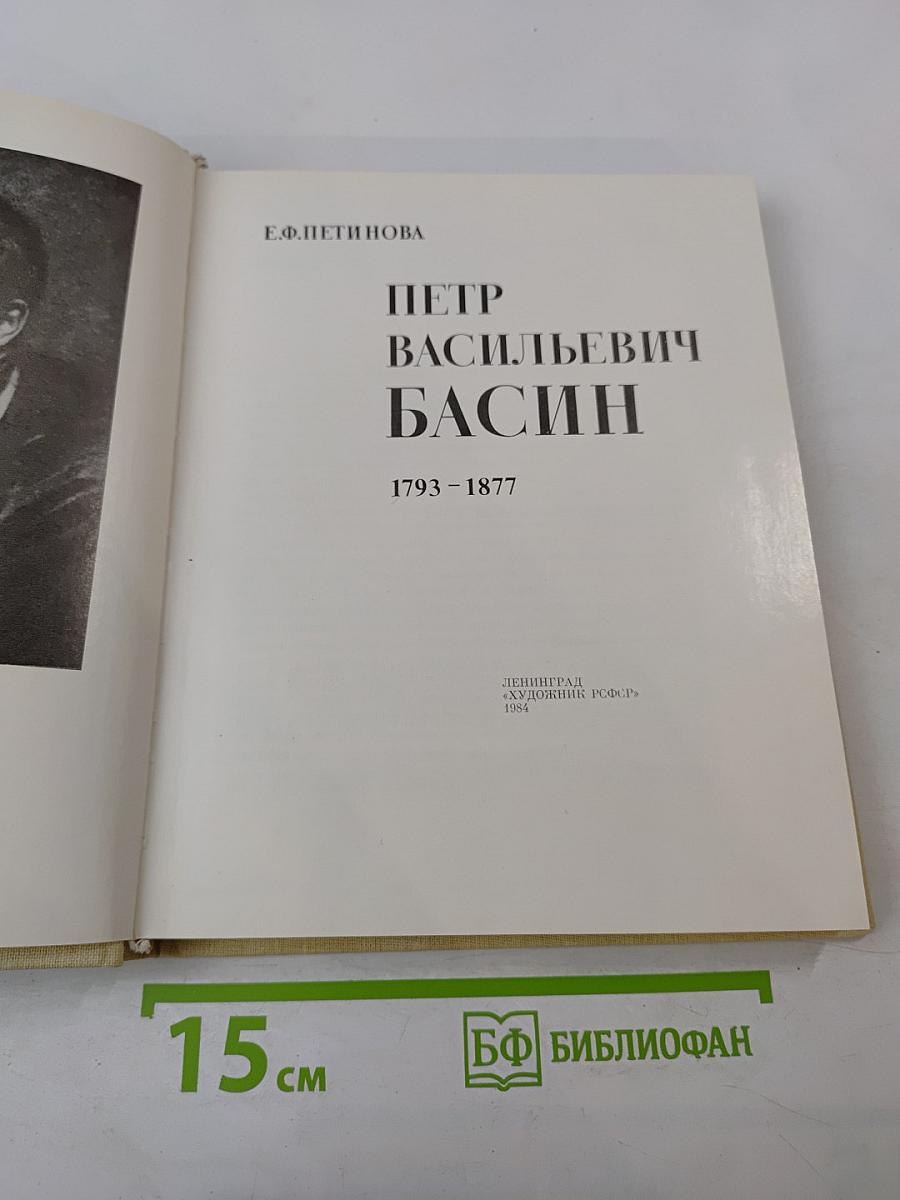 Е.Ф.ПЕТИНОВА
ПЕТР
ВАСИЛЬЕВИЧ
БАСИН
1793 – 1877
ЛЕНИНГРАД
«ХУДОЖНИК РСФСР»
1984
15 см
БФ БИБЛИОФАН